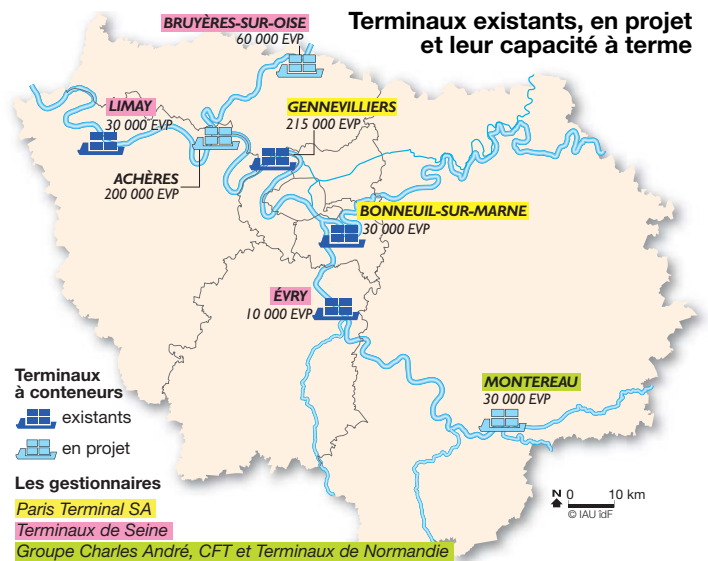 Terminaux existants, en projet
et leur capacité à terme
BRUYÈRES-SUR-OISE
60 000 EVP
LIMAY
30 000 EVP
GENNEVILLIERS
215 000 EVP
ACHÈRES
200 000 EVP
BONNEUIL-SUR-MARNE
30 000 EVP
ÉVRY
10 000 EVP
MONTEREAU
30 000 EVP
Terminaux
à conteneurs
existants
en projet
Les gestionnaires
Paris Terminal SA
Terminaux de Seine
Groupe Charles André, CFT et Terminaux de Normandie
N 0 10 km
© IAU îdF